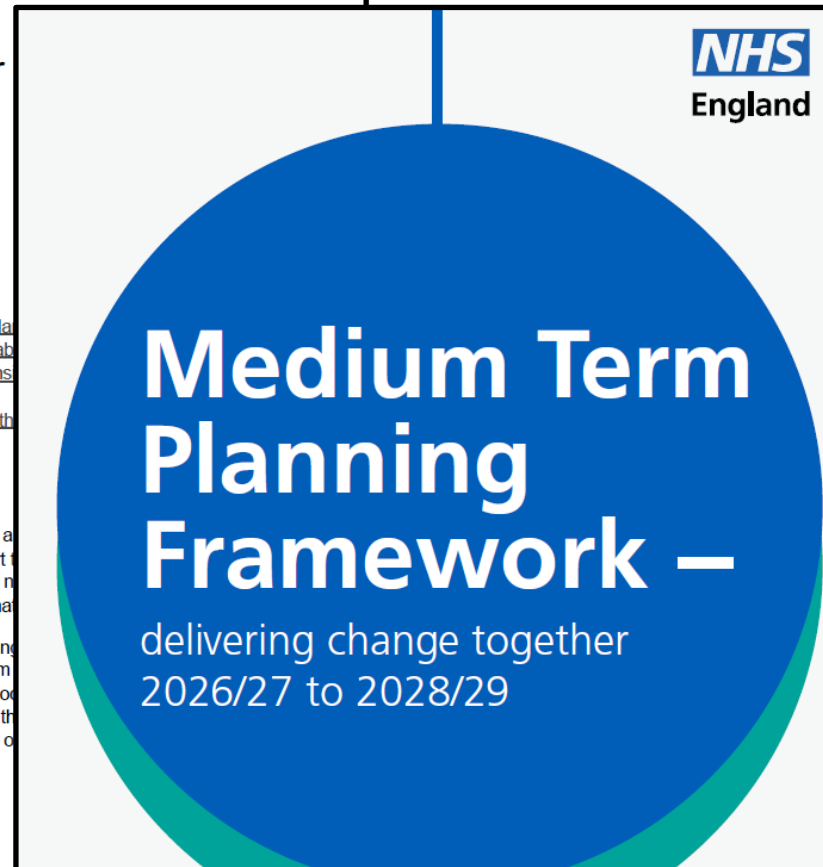 NHS
England
Medium Term
Planning
Framework –
delivering change together
2026/27 to 2028/29